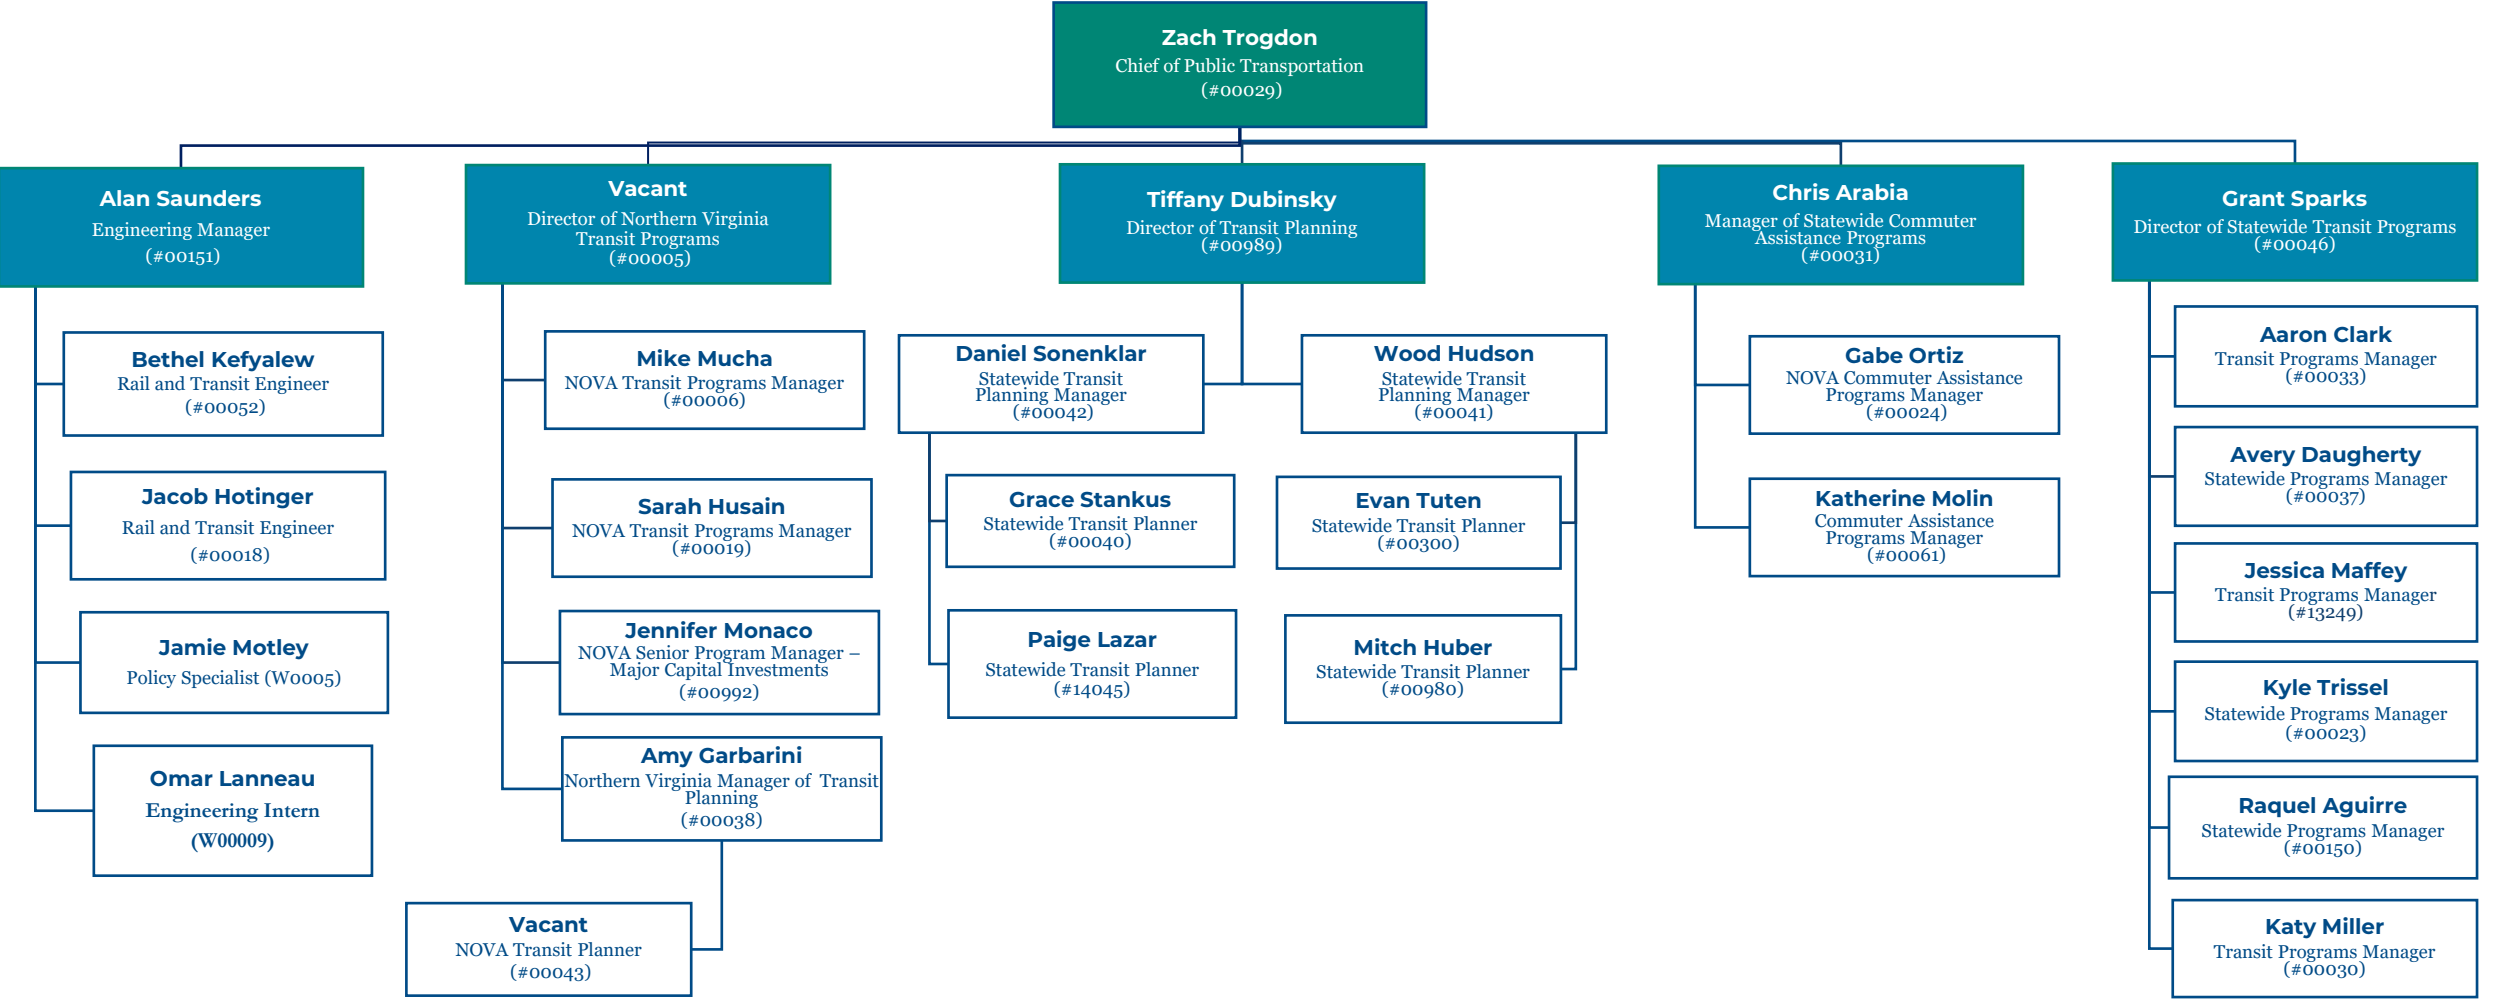 Zach Trogdon
Chief of Public Transportation
(#00029)
Alan Saunders
Engineering Manager
(#00151)
Vacant
Director of Northern Virginia
Transit Programs
(#00005)
Tiffany Dubinsky
Director of Transit Planning
(#00989)
Chris Arabia
Manager of Statewide Commuter
Assistance Programs
(#00031)
Grant Sparks
Director of Statewide Transit Programs
(#00046)
Bethel Kefyalew
Rail and Transit Engineer
(#00052)
Jacob Hotinger
Rail and Transit Engineer
(#00018)
Jamie Motley
Policy Specialist (W0005)
Omar Lanneau
Engineering Intern
(W00009)
Mike Mucha
NOVA Transit Programs Manager
(#00006)
Sarah Husain
NOVA Transit Programs Manager
(#00019)
Jennifer Monaco
NOVA Senior Program Manager –
Major Capital Investments
(#00992)
Amy Garbarini
Northern Virginia Manager of Transit
Planning
(#00038)
Vacant
NOVA Transit Planner
(#00043)
Daniel Sonenklar
Statewide Transit
Planning Manager
(#00042)
Grace Stankus
Statewide Transit Planner
(#00040)
Paige Lazar
Statewide Transit Planner
(#14045)
Wood Hudson
Statewide Transit
Planning Manager
(#00041)
Evan Tuten
Statewide Transit Planner
(#00300)
Mitch Huber
Statewide Transit Planner
(#00980)
Gabe Ortiz
NOVA Commuter Assistance
Programs Manager
(#00024)
Katherine Molin
Commuter Assistance
Programs Manager
(#00061)
Aaron Clark
Transit Programs Manager
(#00033)
Avery Daugherty
Statewide Programs Manager
(#00037)
Jessica Maffey
Transit Programs Manager
(#13249)
Kyle Trissel
Statewide Programs Manager
(#00023)
Raquel Aguirre
Statewide Programs Manager
(#00150)
Katy Miller
Transit Programs Manager
(#00030)